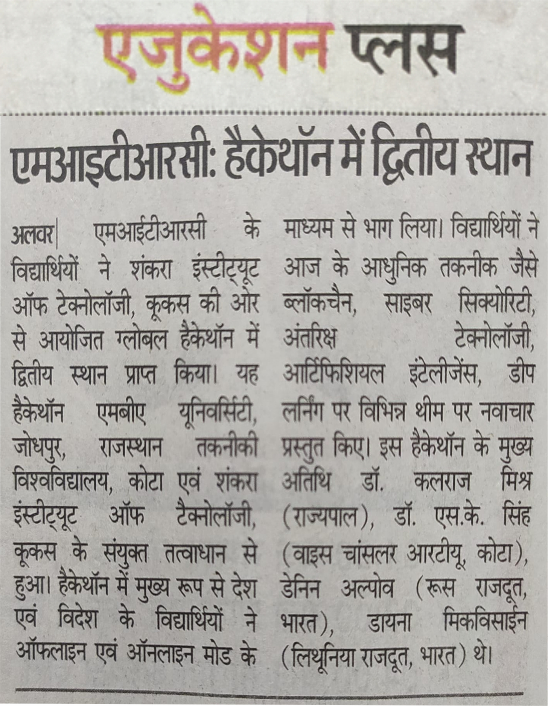 एजुकेशन प्लस
एमआइटीआरसी: हैकेथॉन में द्वितीय स्थान
अलवर| एमआईटीआरसी के
विद्यार्थियों ने शंकरा इंस्टीट्यूट
ऑफ टेक्नोलॉजी, कूकस की ओर
से आयोजित ग्लोबल हैकेथॉन में
द्वितीय स्थान प्राप्त किया। यह
हैकेथॉन एमबीए यूनिवर्सिटी,
जोधपुर, राजस्थान तकनीकी
विश्वविद्यालय, कोटा एवं शंकरा
इंस्टीट्यूट ऑफ टैक्नोलॉजी,
कूकस के संयुक्त तत्वाधान से
हुआ। हैकेथॉन में मुख्य रूप से देश
एवं विदेश के विद्यार्थियों ने
ऑफलाइन एवं ऑनलाइन मोड के
माध्यम से भाग लिया। विद्यार्थियों ने
आज के आधुनिक तकनीक जैसे
ब्लॉकचैन, साइबर सिक्योरिटी,
अंतरिक्ष टेक्नोलॉजी,
आर्टिफिशियल इंटेलीजेंस, डीप
लर्निंग पर विभिन्न थीम पर नवाचार
प्रस्तुत किए। इस हैकेथॉन के मुख्य
अतिथि डॉ. कलराज मिश्र
(राज्यपाल), डॉ. एस.के. सिंह
(वाइस चांसलर आरटीयू, कोटा),
डेनिन अल्पोव (रूस राजदूत,
भारत), डायना मिकविसाईन
(लिथूनिया राजदूत, भारत) थे।